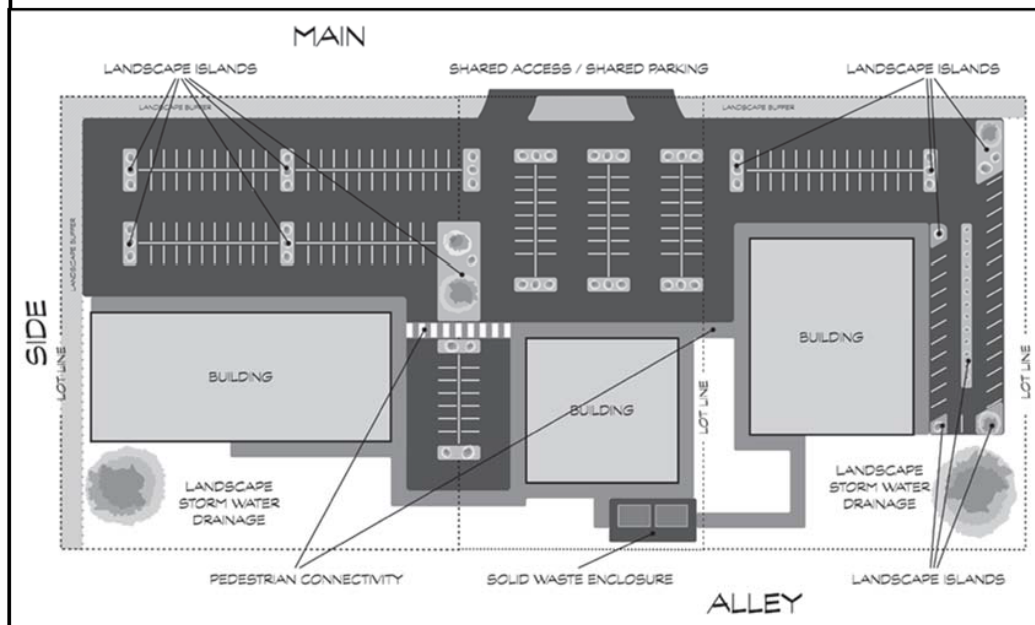 MAIN
LANDSCAPE ISLANDS
SHARED ACCESS / SHARED PARKING
LANDSCAPE ISLANDS
LANDSCAPE BUFFER
LANDSCAPE BUFFER
LANDSCAPE BUFFER
SIDE
LOT LINE
BUILDING
BUILDING
BUILDING
LOT LINE
LOT LINE
LANDSCAPE
STORM WATER
DRAINAGE
LANDSCAPE
STORM WATER
DRAINAGE
PEDESTRIAN CONNECTIVITY
SOLID WASTE ENCLOSURE
LANDSCAPE ISLANDS
ALLEY